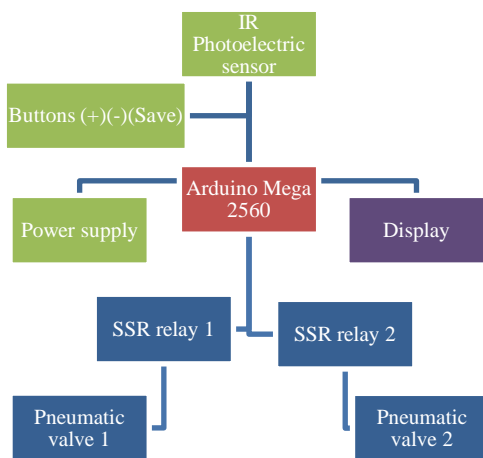 IR
Photoelectric
sensor
Buttons (+)(-)(Save)
Arduino Mega
2560
Power supply
Display
SSR relay 1
SSR relay 2
Pneumatic
valve 1
Pneumatic
valve 2